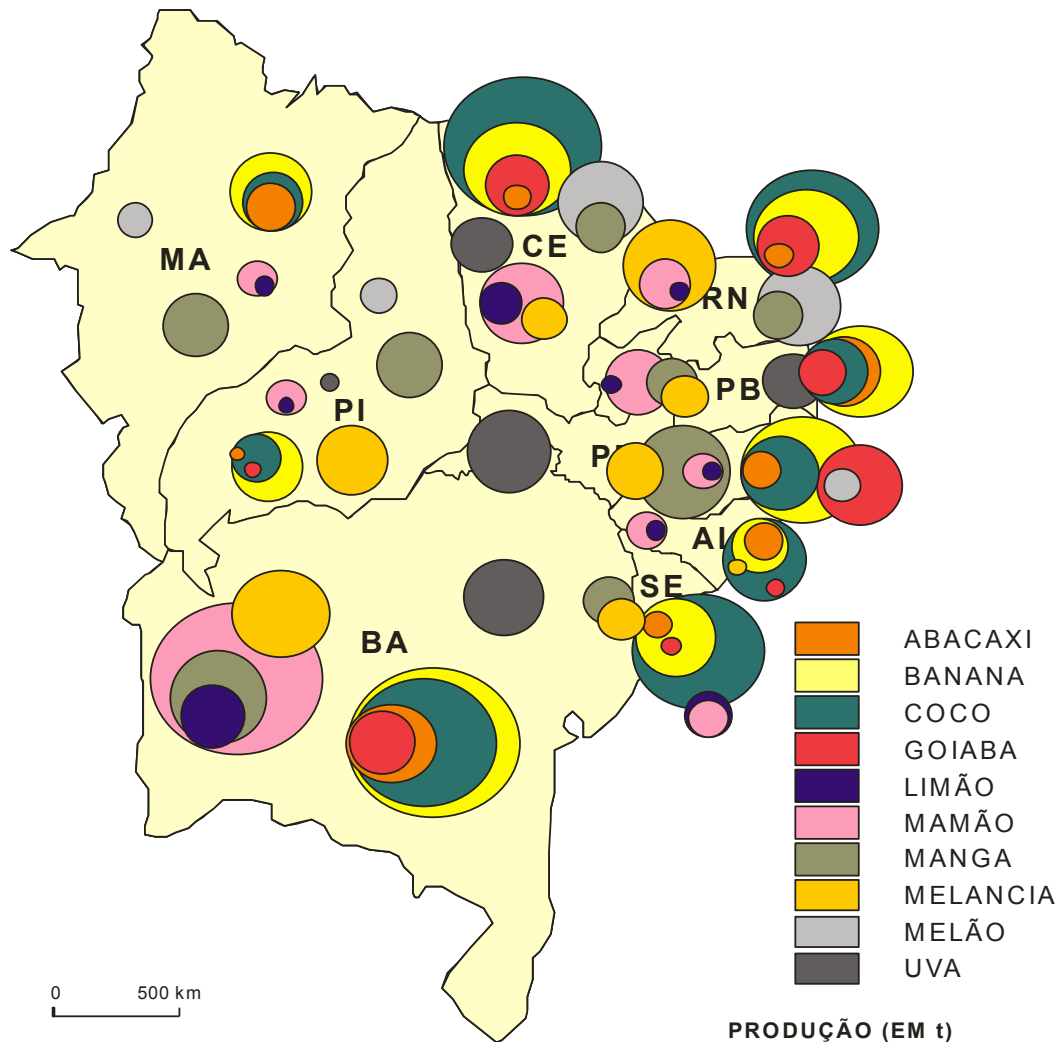 MA
CE
RN
PB
PI
AL
SE
BA
ABACAXI
BANANA
COCO
GOIABA
LIMÃO
MAMÃO
MANGA
MELANCIA
MELÃO
UVA
0 500 km
PRODUÇÃO (EM t)